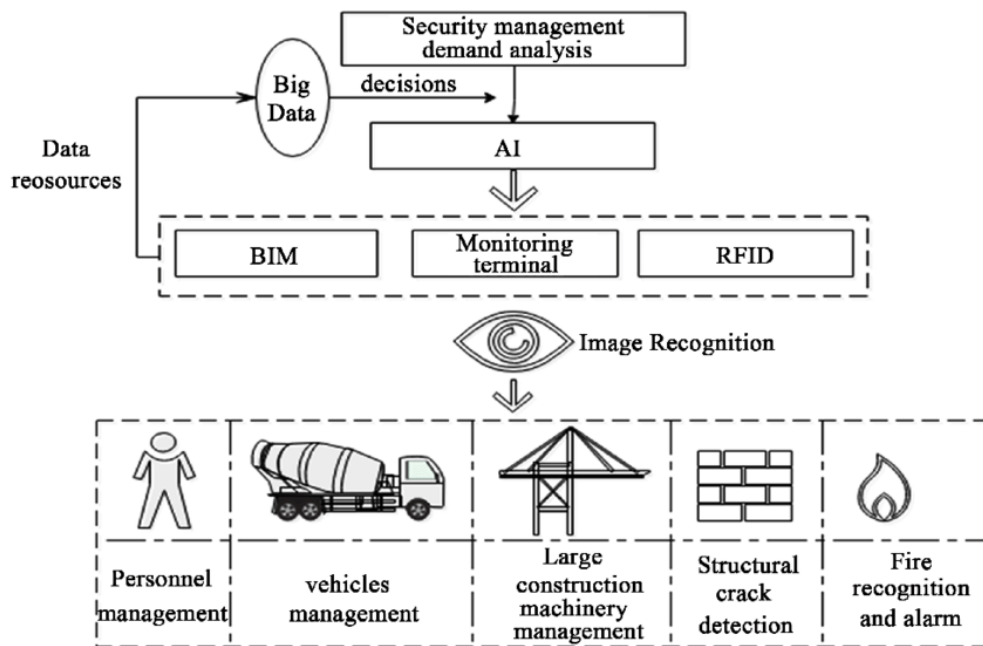 Security management
demand analysis
Big
Data
decisions
AI
Data
reosources
BIM
Monitoring
terminal
RFID
Image Recognition
Personnel
management
vehicles
management
Large
construction
machinery
management
Structural
crack
detection
Fire
recognition
and alarm